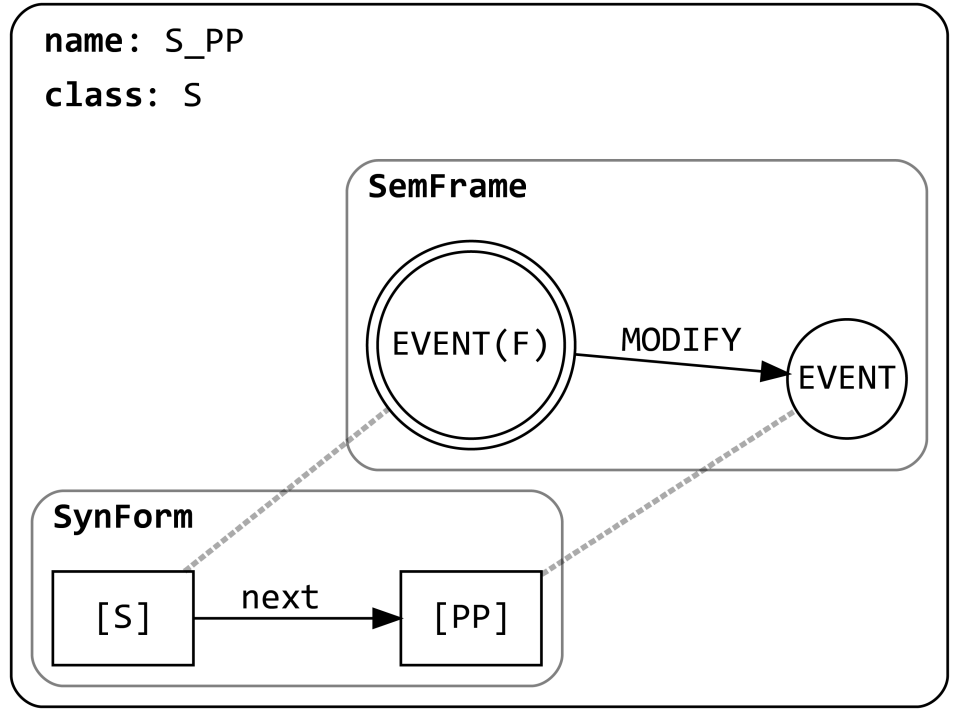 name: S_PP
class: S
SemFrame
EVENT(F)
MODIFY
EVENT
SynForm
[S]
next
[PP]